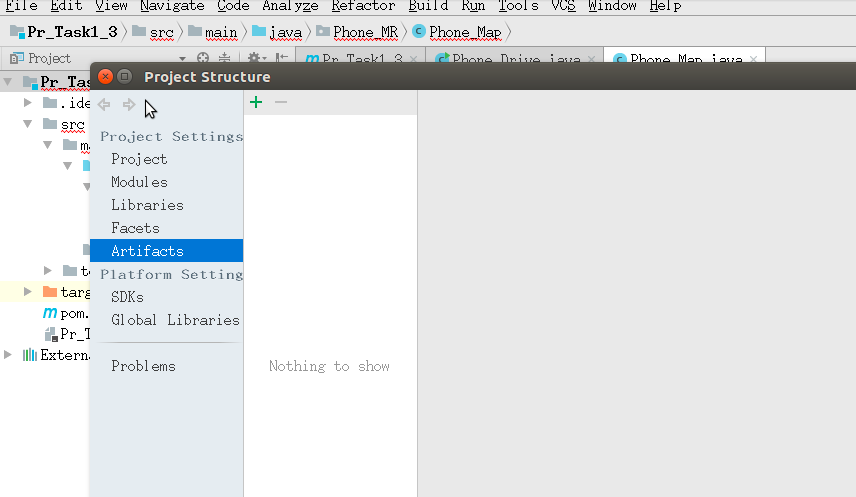 File Edit View Navigate Code Analyze Refactor Build Run Tools VCS Window Help
Pr_Task1_3 src main java Phone_MR Phone_Map
Project Pr_Task1_3 Phone_Drive.java Phone_Map.java
Project Structure
Pr_Tas
.ide
src
ma
Project Settings
Project
Modules
Libraries
Facets
Artifacts
Platform Setting
SDKs
Global Libraries
Problems
Nothing to show
te
targ
pom.
Pr_T
Externa